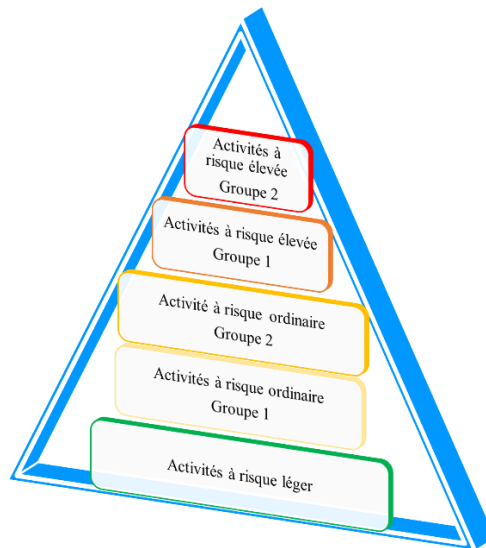 Activités à
risque élevée
Groupe 2
Activités à risque élevée
Groupe 1
Activité à risque ordinaire
Groupe 2
Activités à risque ordinaire
Groupe 1
Activités à risque léger